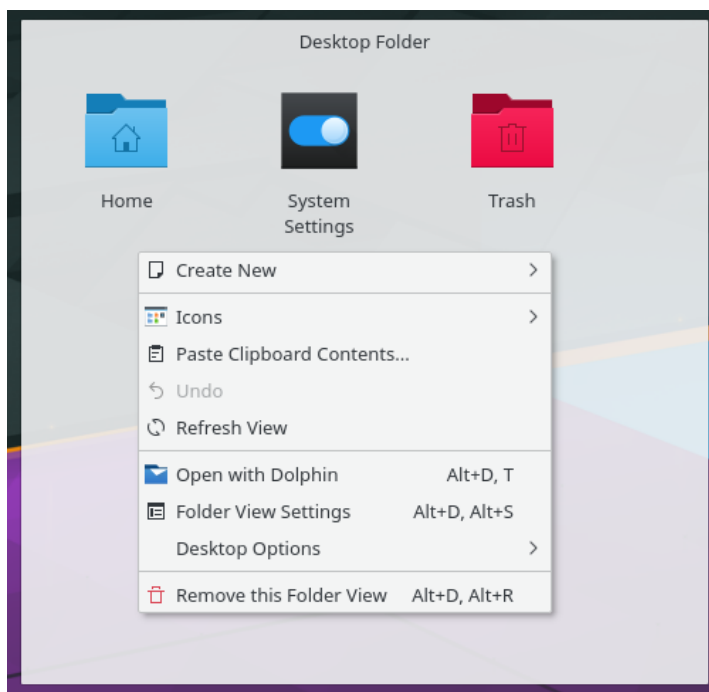 Desktop Folder
Home
System
Settings
Trash
Create New
Icons
Paste Clipboard Contents...
Undo
Refresh View
Open with Dolphin Alt+D, T
Folder View Settings Alt+D, Alt+S
Desktop Options
Remove this Folder View Alt+D, Alt+R